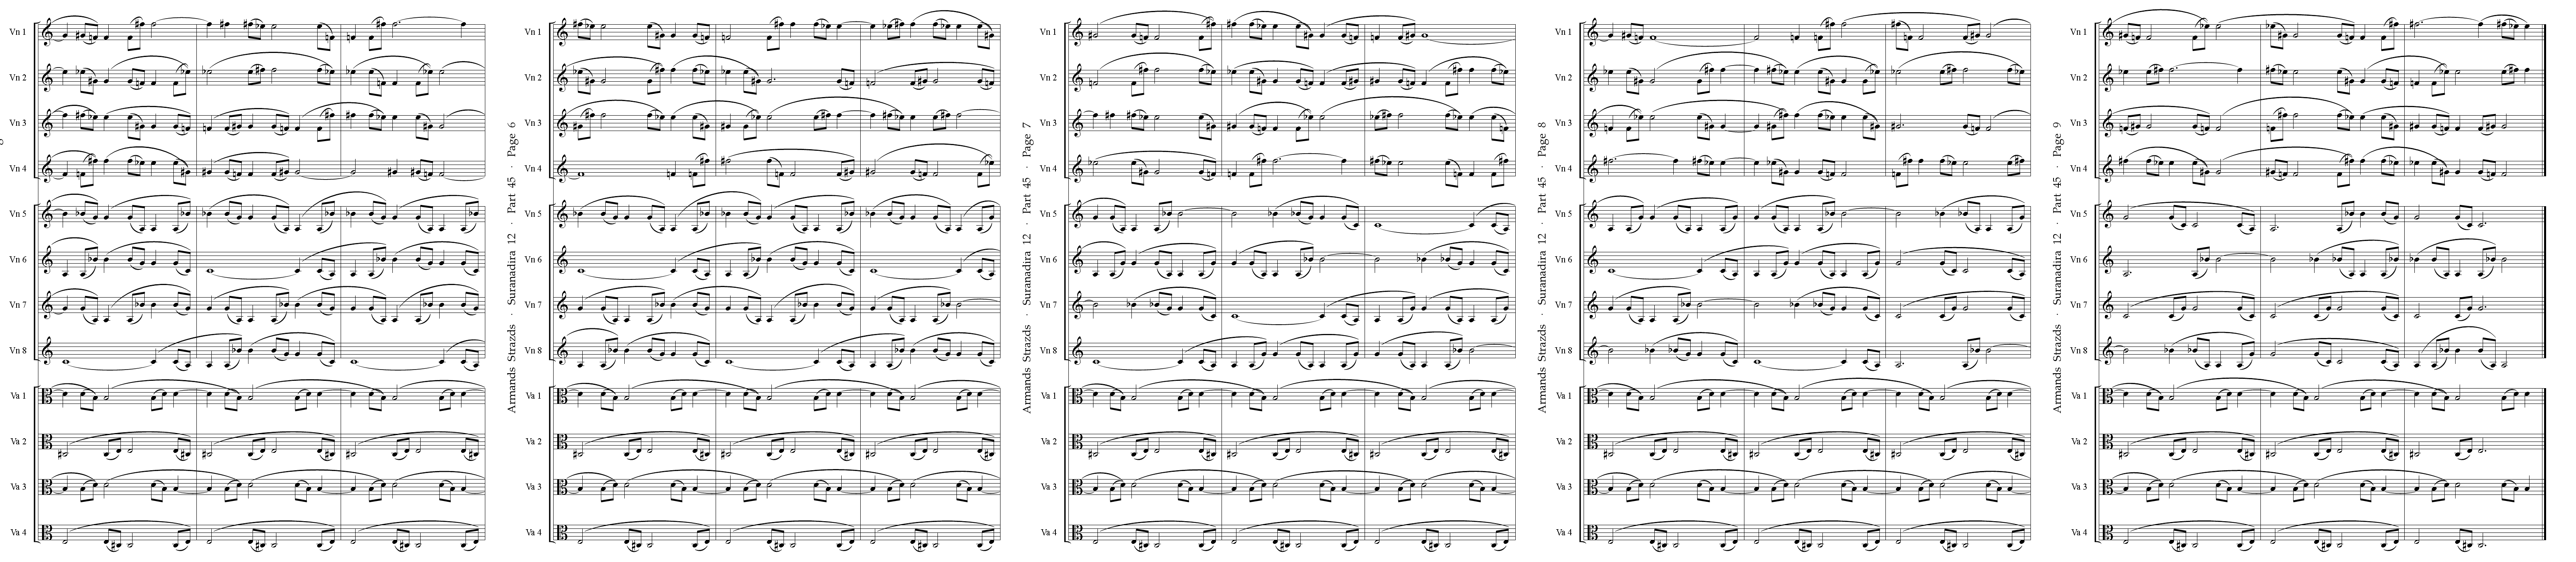 Vn 1
Vn 2
Vn 3
Vn 4
Vn 5
Vn 6
Vn 7
Vn 8
Va 1
Va 2
Va 3
Va 4
Armands Strazds · Suranadira 12 · Part 45 · Page 6
Vn 1
Vn 2
Vn 3
Vn 4
Vn 5
Vn 6
Vn 7
Vn 8
Va 1
Va 2
Va 3
Va 4
Armands Strazds · Suranadira 12 · Part 45 · Page 7
Vn 1
Vn 2
Vn 3
Vn 4
Vn 5
Vn 6
Vn 7
Vn 8
Va 1
Va 2
Va 3
Va 4
Armands Strazds · Suranadira 12 · Part 45 · Page 8
Vn 1
Vn 2
Vn 3
Vn 4
Vn 5
Vn 6
Vn 7
Vn 8
Va 1
Va 2
Va 3
Va 4
Armands Strazds · Suranadira 12 · Part 45 · Page 9
Vn 1
Vn 2
Vn 3
Vn 4
Vn 5
Vn 6
Vn 7
Vn 8
Va 1
Va 2
Va 3
Va 4